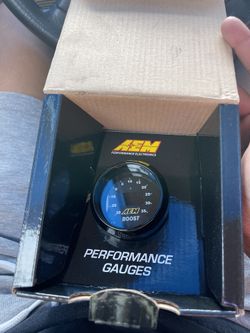 AEM
PERFORMANCE ELECTRONICS
AEM
BOOST
PERFORMANCE
GAUGES